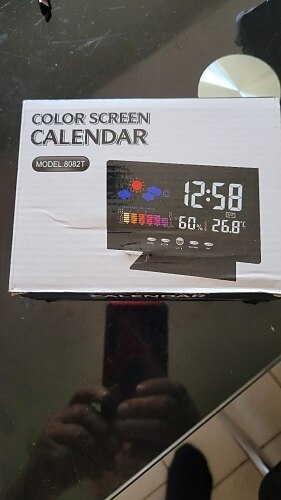 COLOR SCREEN
CALENDAR
MODEL:8082T
12:58
60% 26.8°C
CALENDAR